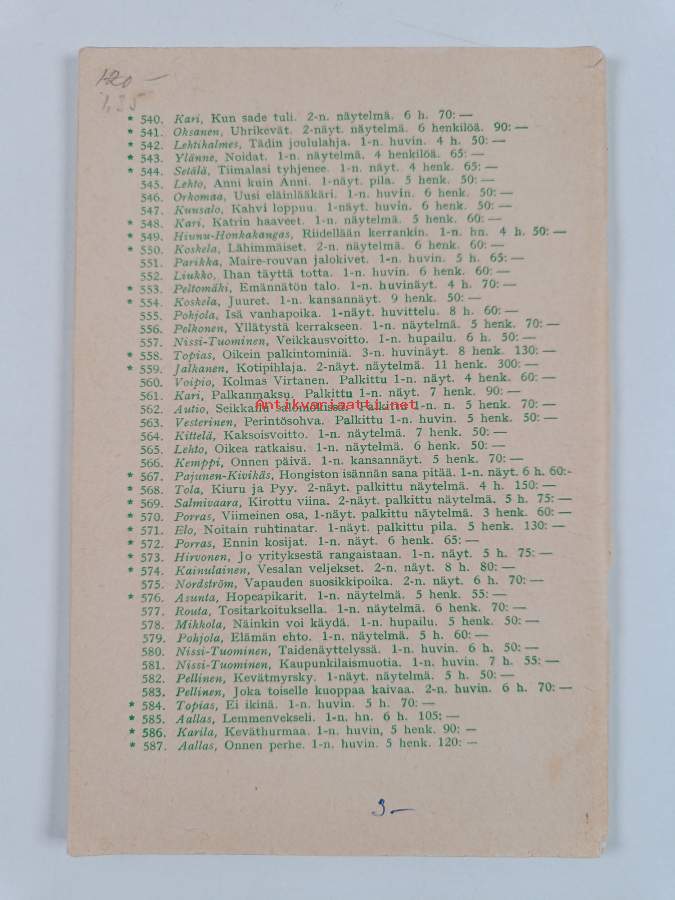 120 —
1,35
* 540. Kari, Kun sade tuli. 2-n. näytelmä. 6 h. 70: —
* 541. Oksanen, Uhrikevät. 2-näyt. näytelmä. 6 henkilöä. 90: —
* 542. Lehtikalmes, Tädin joululahja. 1-n. huvin. 4 h. 50: —
* 543. Ylänne, Noidat. 1-n. näytelmä. 4 henkilöä. 65: —
* 544. Setälä, Tiimalasi tyhjenee. 1-n. näyt. 4 henk. 65: —
545. Lehto, Anni kuin Anni. 1-näyt. pila. 5 henk. 50: —
546. Orkomaa, Uusi eläinlääkäri. 1-n. huvin. 6 henk. 50: —
547. Kuusalo, Kahvi loppuu. 1-näyt. huvin. 6 henk. 50: —
* 548. Kari, Katrin haaveet. 1-n. näytelmä. 5 henk. 60: —
* 549. Hiunu-Honkakangas, Riidellään kerrankin. 1-n. hn. 4 h. 50: —
* 550. Koskela, Lähimmäiset. 2-n. näytelmä. 6 henk. 60: —
551. Parikka, Maire-rouvan jalokivet. 1-n. huvin. 5 h. 65: —
552. Liukko, Ihan täyttä totta. 1-n. huvin. 6 henk. 60: —
* 553. Peltomäki, Emännätön talo. 1-n. huvinäyt. 4 h. 70: —
* 554. Koskela, Juuret. 1-n. kansannäyt. 9 henk. 50: —
555. Pohjola, Isä vanhapoika. 1-näyt. huvittelu. 8 h. 60: —
556. Pelkonen, Yllätystä kerrakseen. 1-n. näytelmä. 5 henk. 70: —
557. Nissi-Tuominen, Veikkausvoitto. 1-n. hupailu. 6 h. 50: —
* 558. Topias, Oikein palkintominiä. 3-n. huvinäyt. 8 henk. 130: —
* 559. Jalkanen, Kotipihlaja. 2-näyt. näytelmä. 11 henk. 300: —
560. Voipio, Kolmas Virtanen. Palkittu 1-n. näyt. 4 henk. 60: —
561. Kari, Palkanmaksu. Palkittu 1-n. näyt. 7 henk. 90: —
Antikvariaatti.net
562. Autio, Seikkailu salomökissä. Palkittu 1-n. n. 5 henk. 70: —
563. Vesterinen, Perintösohva. Palkittu 1-n. huvin. 5 henk. 50: —
564. Kittelä, Kaksoisvoitto. 1-n. näytelmä. 7 henk. 50: —
565. Lehto, Oikea ratkaisu. 1-n. näytelmä. 6 henk. 50: —
566. Kemppi, Onnen päivä. 1-n. kansannäyt. 5 henk. 70: —
* 567. Pajunen-Kivikäs, Hongiston isännän sana pitää. 1-n. näyt. 6 h. 60:-
* 568. Tola, Kiuru ja Pyy. 2-näyt. palkittu näytelmä. 4 h. 150: —
* 569. Salmivaara, Kirottu viina. 2-näyt. palkittu näytelmä. 5 h. 75: —
* 570. Porras, Viimeinen osa, 1-näyt. palkittu näytelmä. 3 henk. 60: —
* 571. Elo, Noitain ruhtinatar. 1-näyt. palkittu pila. 5 henk. 130: —
* 572. Porras, Ennin kosijat. 1-n. näyt. 6 henk. 65: —
* 573. Hirvonen, Jo yrityksestä rangaistaan. 1-n. näyt. 5 h. 75: —
* 574. Kainulainen, Vesalan veljekset. 2-n. näyt. 8 h. 80: —
575. Nordström, Vapauden suosikkipoika. 2-n. näyt. 6 h. 70: —
* 576. Asunta, Hopeapikarit. 1-n. näytelmä. 5 henk. 55: —
577. Routa, Tositarkoituksella. 1-n. näytelmä. 6 henk. 70: —
578. Mikkola, Näinkin voi käydä. 1-n. hupailu. 5 henk. 50: —
579. Pohjola, Elämän ehto. 1-n. näytelmä. 5 h. 60: —
580. Nissi-Tuominen, Taidenäyttelyssä. 1-n. huvin. 6 h. 50: —
581. Nissi-Tuominen, Kaupunkilaismuotia. 1-n. huvin. 7 h. 55: —
582. Pellinen, Kevätmyrsky. 1-näyt. näytelmä. 5 h. 50: —
583. Pellinen, Joka toiselle kuoppaa kaivaa. 2-n. huvin. 6 h. 70: —
* 584. Topias, Ei ikinä. 1-n. huvin. 5 h. 70: —
* 585. Aallas, Lemmenvekseli. 1-n. hn. 6 h. 105: —
* 586. Karila, Keväthurmaa. 1-n. huvin, 5 henk. 90: —
* 587. Aallas, Onnen perhe. 1-n. huvin. 5 henk. 120: —
3—